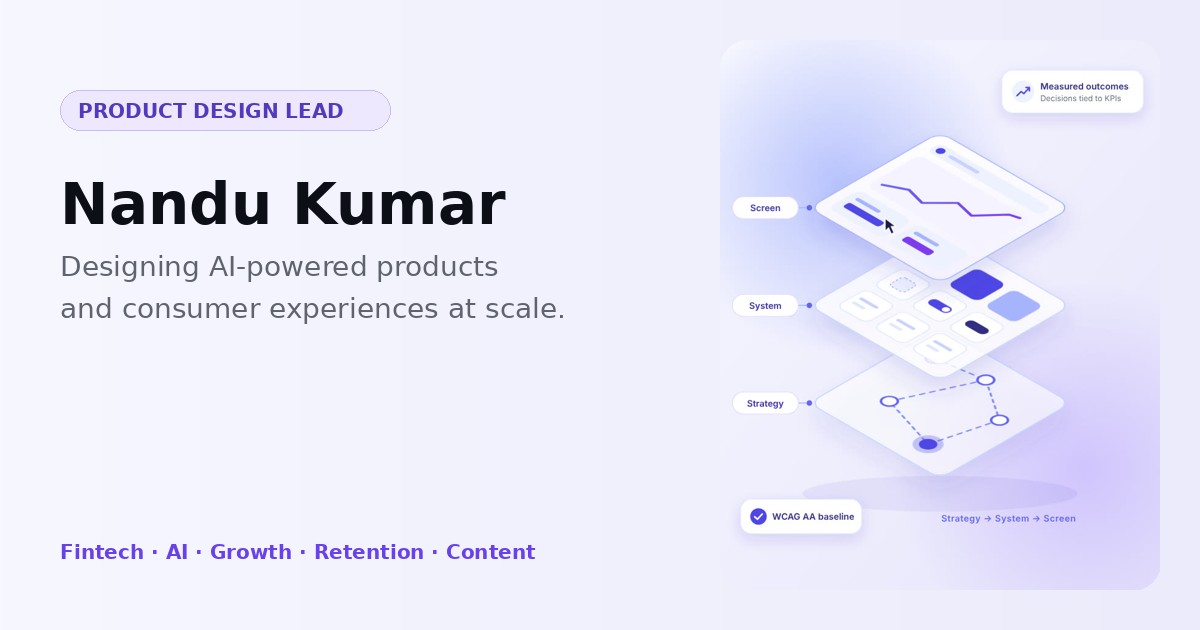 PRODUCT DESIGN LEAD
Nandu Kumar
Designing AI-powered products
and consumer experiences at scale.
Fintech · AI · Growth · Retention · Content
Measured outcomes
Decisions tied to KPIs
Screen
System
Strategy
WCAG AA baseline
Strategy → System → Screen